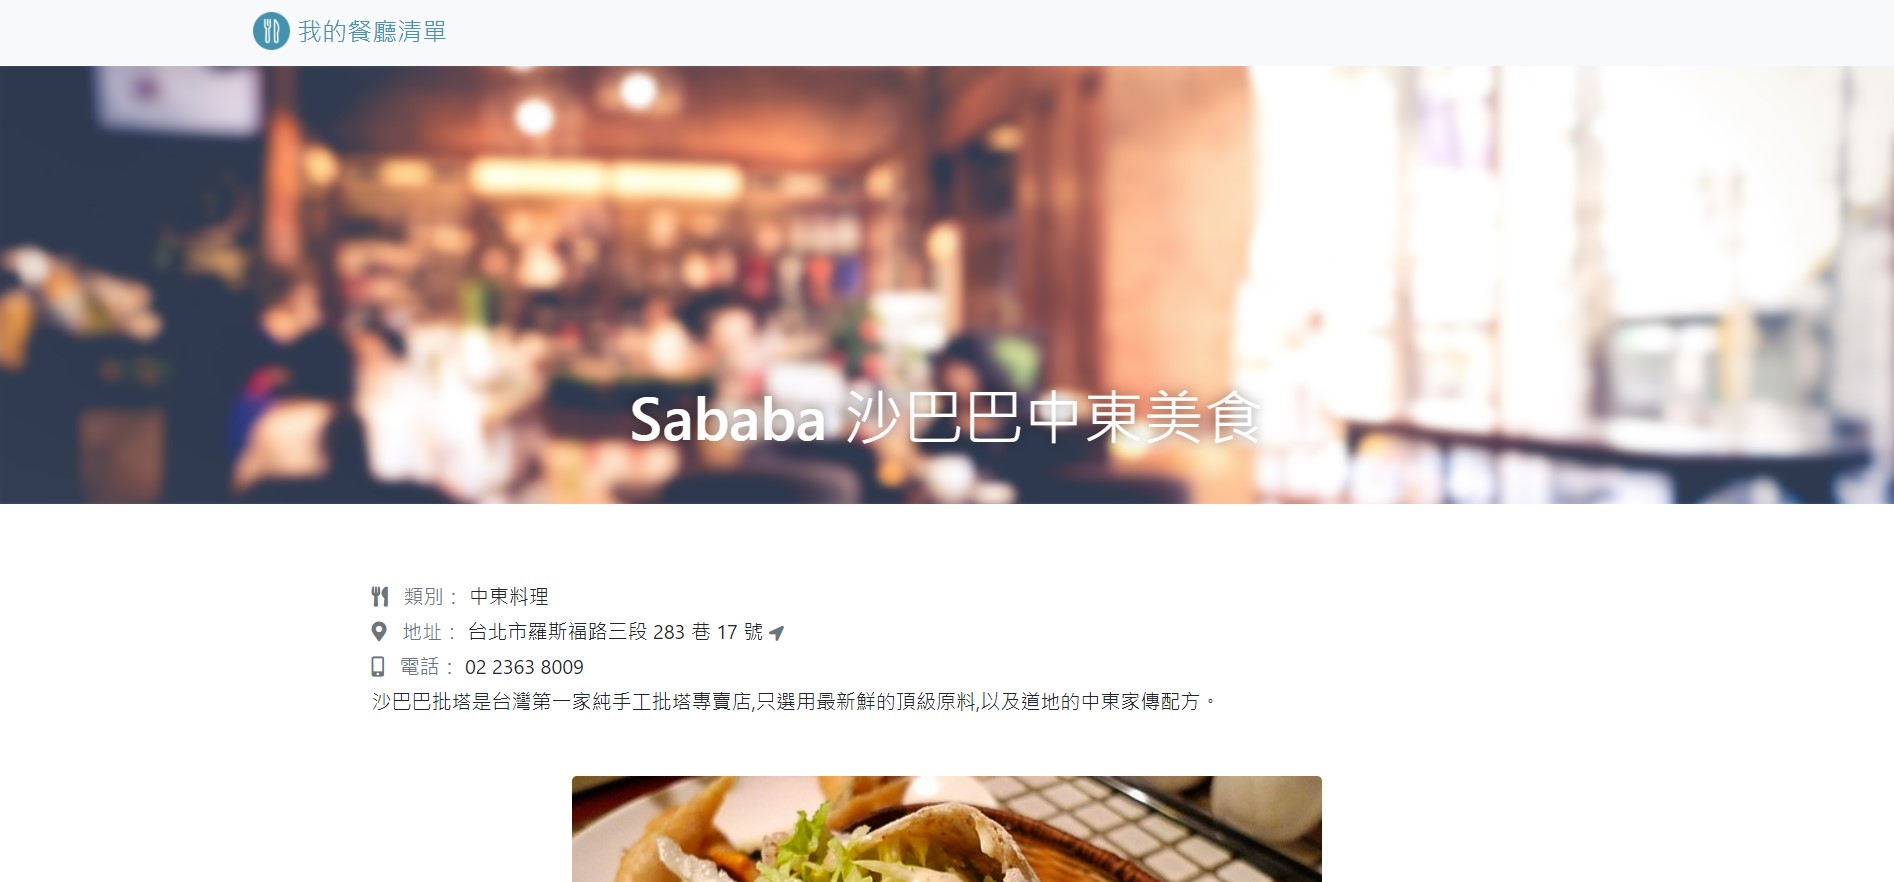 我的餐廳清單
Sababa 沙巴巴中東美食
類別： 中東料理
地址： 台北市羅斯福路三段 283 巷 17 號
電話： 02 2363 8009
沙巴巴批塔是台灣第一家純手工批塔專賣店,只選用最新鮮的頂級原料,以及道地的中東家傳配方。